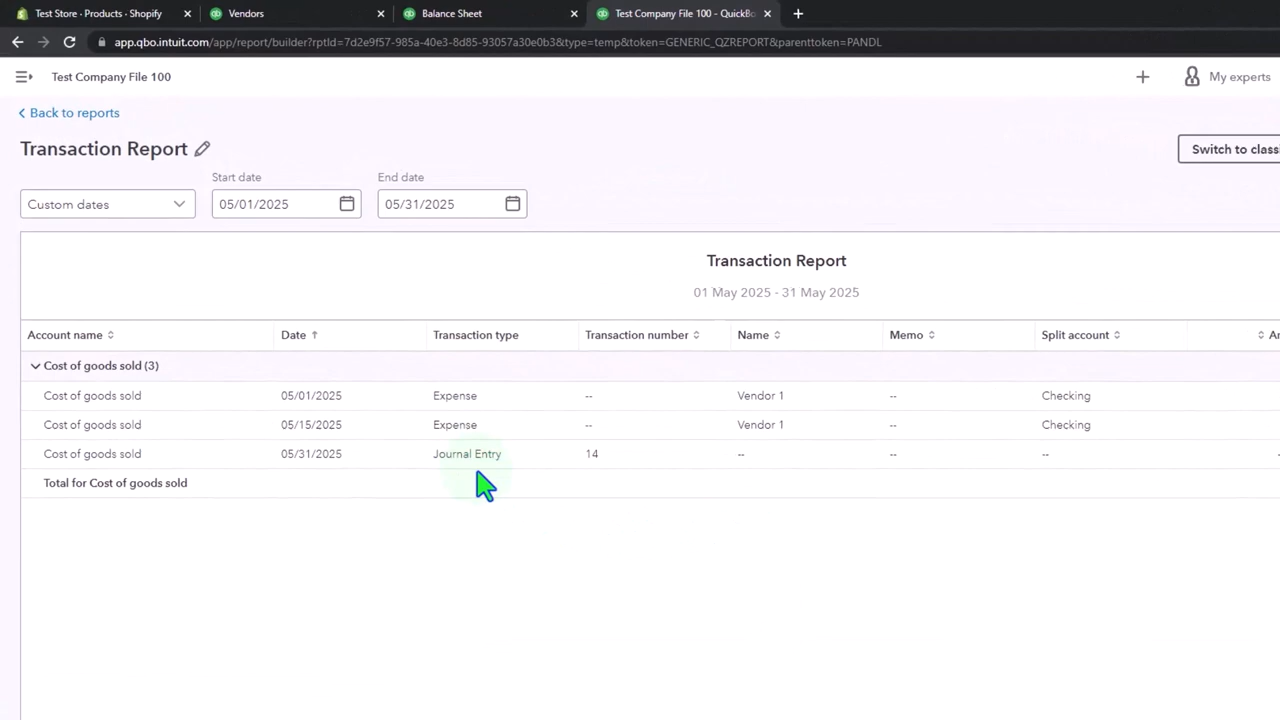 Test Store · Products · Shopify
Vendors
Balance Sheet
Test Company File 100 - QuickBo
app.qbo.intuit.com/app/report/builder?rptId=7d2e9f57-985a-40e3-8d85-93057a30e0b3&type=temp&token=GENERIC_QZREPORT&parenttoken=PANDL
Test Company File 100
My experts
Back to reports
Transaction Report
Switch to classi
Start date
End date
Custom dates
05/01/2025
05/31/2025
Transaction Report
01 May 2025 - 31 May 2025
Account name Date Transaction type Transaction number Name Memo Split account Am
Cost of goods sold (3)
Cost of goods sold 05/01/2025 Expense -- Vendor 1 -- Checking
Cost of goods sold 05/15/2025 Expense -- Vendor 1 -- Checking
Cost of goods sold 05/31/2025 Journal Entry 14 -- -- --
Total for Cost of goods sold